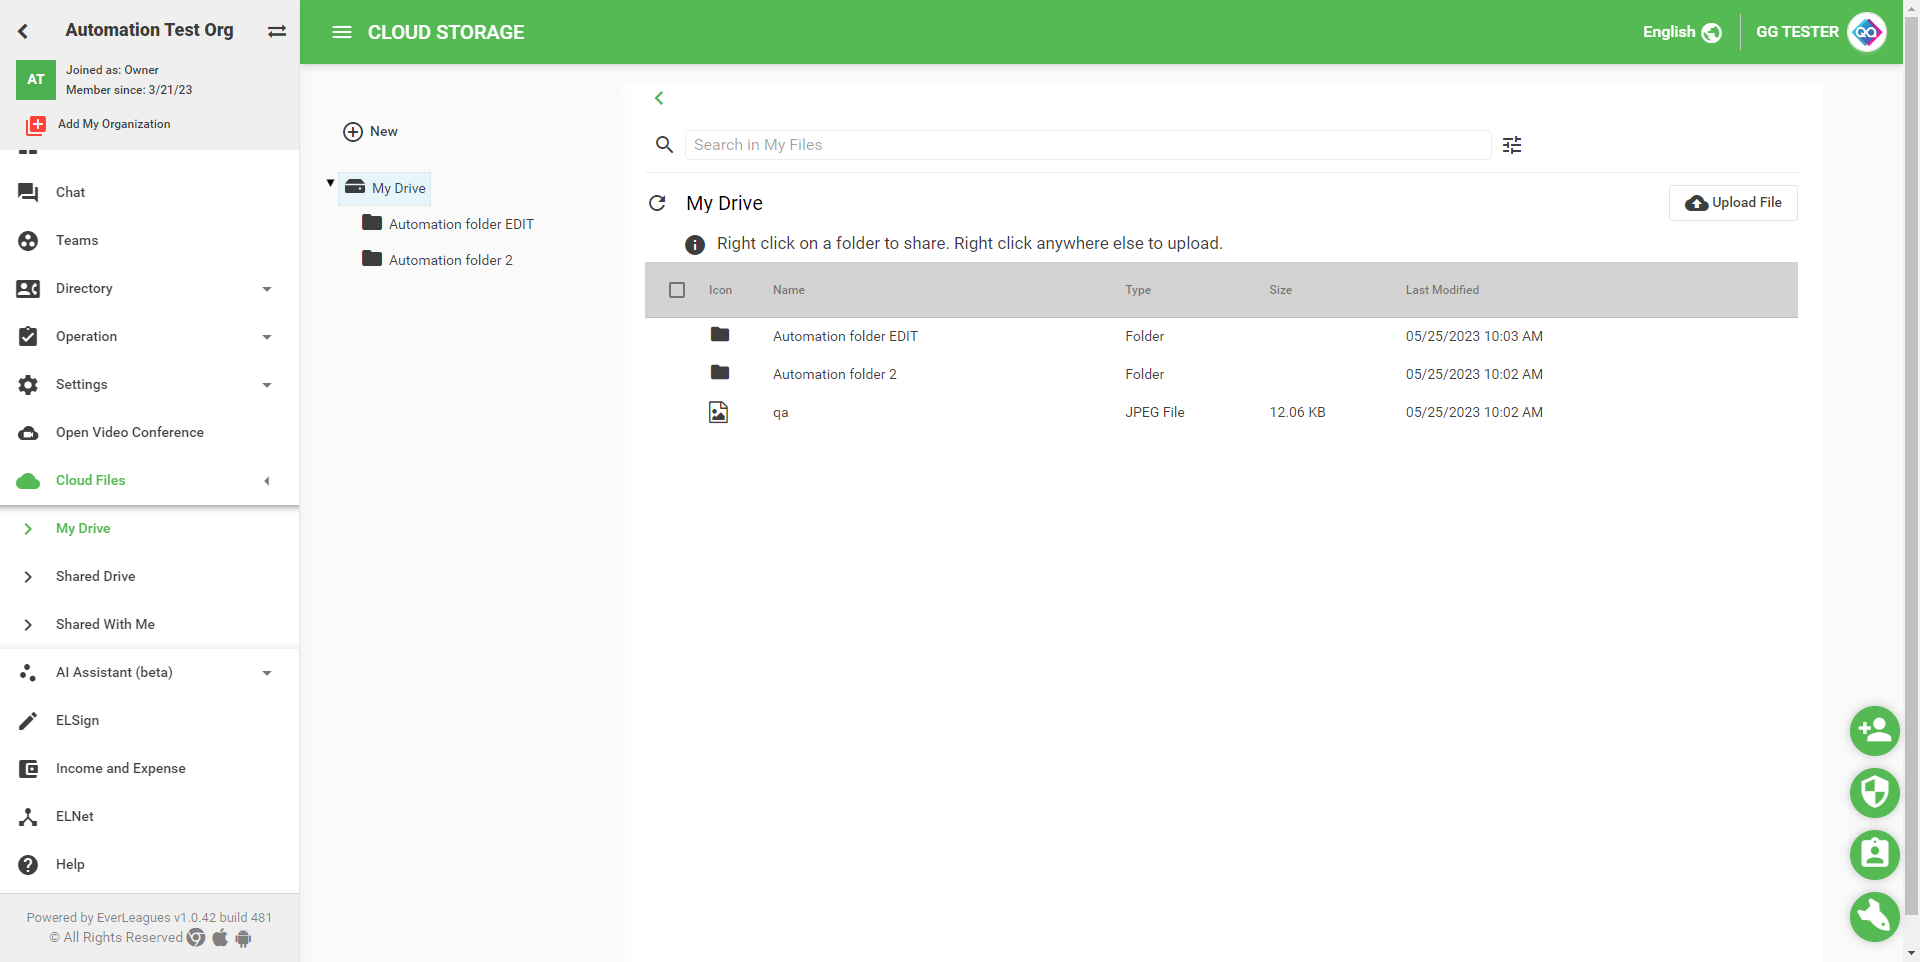 Automation Test Org
AT
Joined as: Owner
Member since: 3/21/23
Add My Organization
Chat
Teams
Directory
Operation
Settings
Open Video Conference
Cloud Files
My Drive
Shared Drive
Shared With Me
AI Assistant (beta)
ELSign
Income and Expense
ELNet
Help
Powered by EverLeagues v1.0.42 build 481
© All Rights Reserved
CLOUD STORAGE
English
GG TESTER
QA
New
My Drive
Automation folder EDIT
Automation folder 2
Search in My Files
My Drive
Upload File
Right click on a folder to share. Right click anywhere else to upload.
Icon Name Type Size Last Modified
Automation folder EDIT Folder 05/25/2023 10:03 AM
Automation folder 2 Folder 05/25/2023 10:02 AM
qa JPEG File 12.06 KB 05/25/2023 10:02 AM